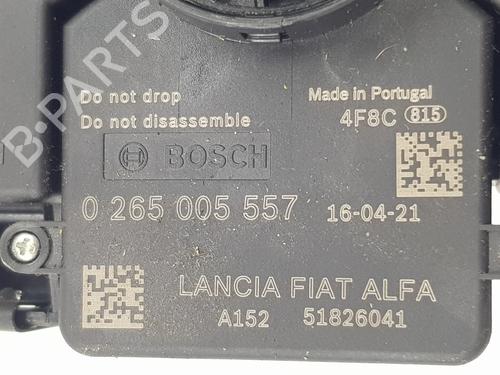 B-PARTS
Do not drop
Do not disassemble
Made in Portugal
4F8C 815
BOSCH
0 265 005 557 16-04-21
LANCIA FIAT ALFA
A152 51826041